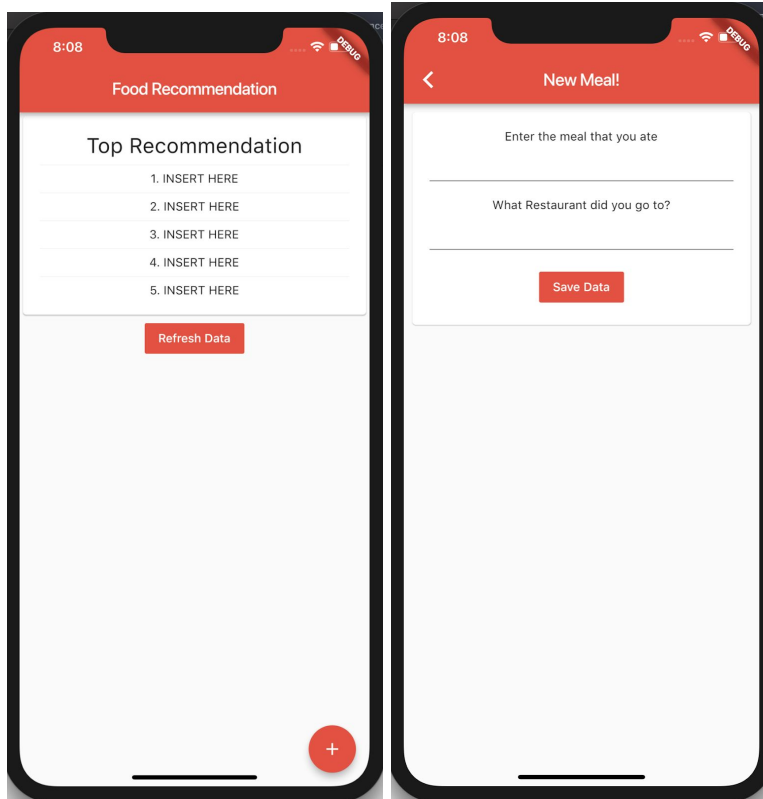 8:08
DEBUG
Food Recommendation
Top Recommendation
1. INSERT HERE
2. INSERT HERE
3. INSERT HERE
4. INSERT HERE
5. INSERT HERE
Refresh Data
+
8:08
DEBUG
New Meal!
Enter the meal that you ate
What Restaurant did you go to?
Save Data